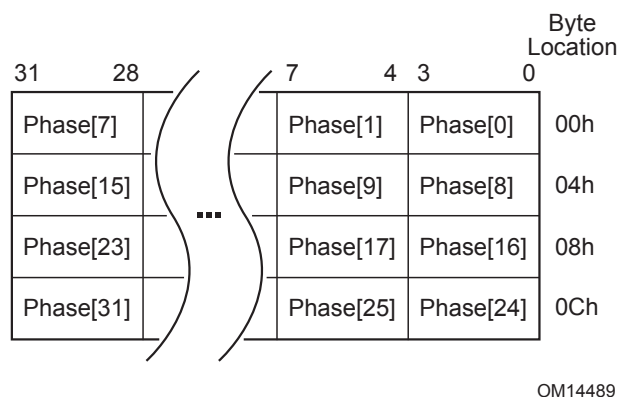 Byte
Location
31 28 7 4 3 0
Phase[7] Phase[1] Phase[0] 00h
Phase[15] Phase[9] Phase[8] 04h
...
Phase[23] Phase[17] Phase[16] 08h
Phase[31] Phase[25] Phase[24] 0Ch
OM14489